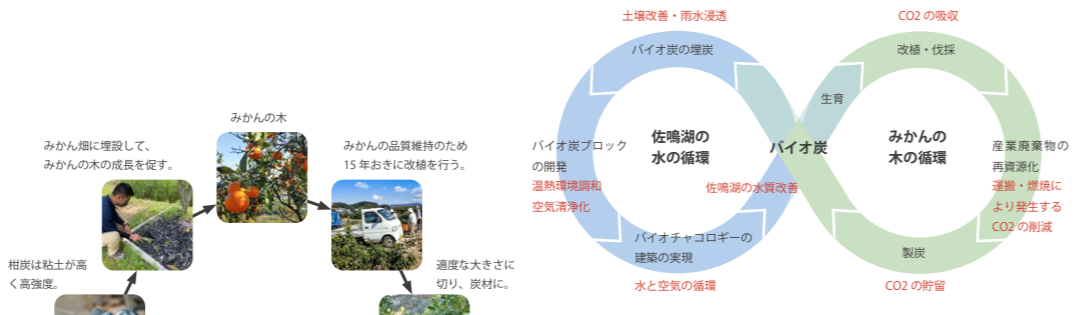 みかんの木
みかん畑に埋設して、
みかんの木の成長を促す。
みかんの品質維持のため
15 年おきに改植を行う。
柑炭は粘土が高
く高強度。
適度な大きさに
切り、炭材に。
土壌改善・雨水浸透
バイオ炭の埋炭
CO2 の吸収
改植・伐採
生育
バイオ炭ブロック
の開発
温熱環境調和
空気清浄化
佐鳴湖の
水の循環
バイオ炭
佐鳴湖の水質改善
みかんの
木の循環
産業廃棄物の
再資源化
運搬・燃焼に
より発生する
CO2 の削減
バイオチャコロギーの
建築の実現
水と空気の循環
製炭
CO2 の貯留